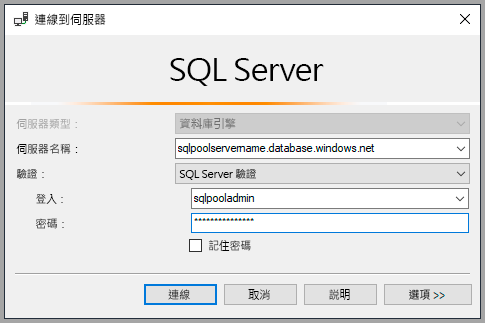 連線到伺服器
SQL Server
伺服器類型：
資料庫引擎
伺服器名稱：
sqlpoolservername.database.windows.net
驗證：
SQL Server 驗證
登入：
sqlpooladmin
密碼：
***************
記住密碼
連線
取消
説明
選項 >>